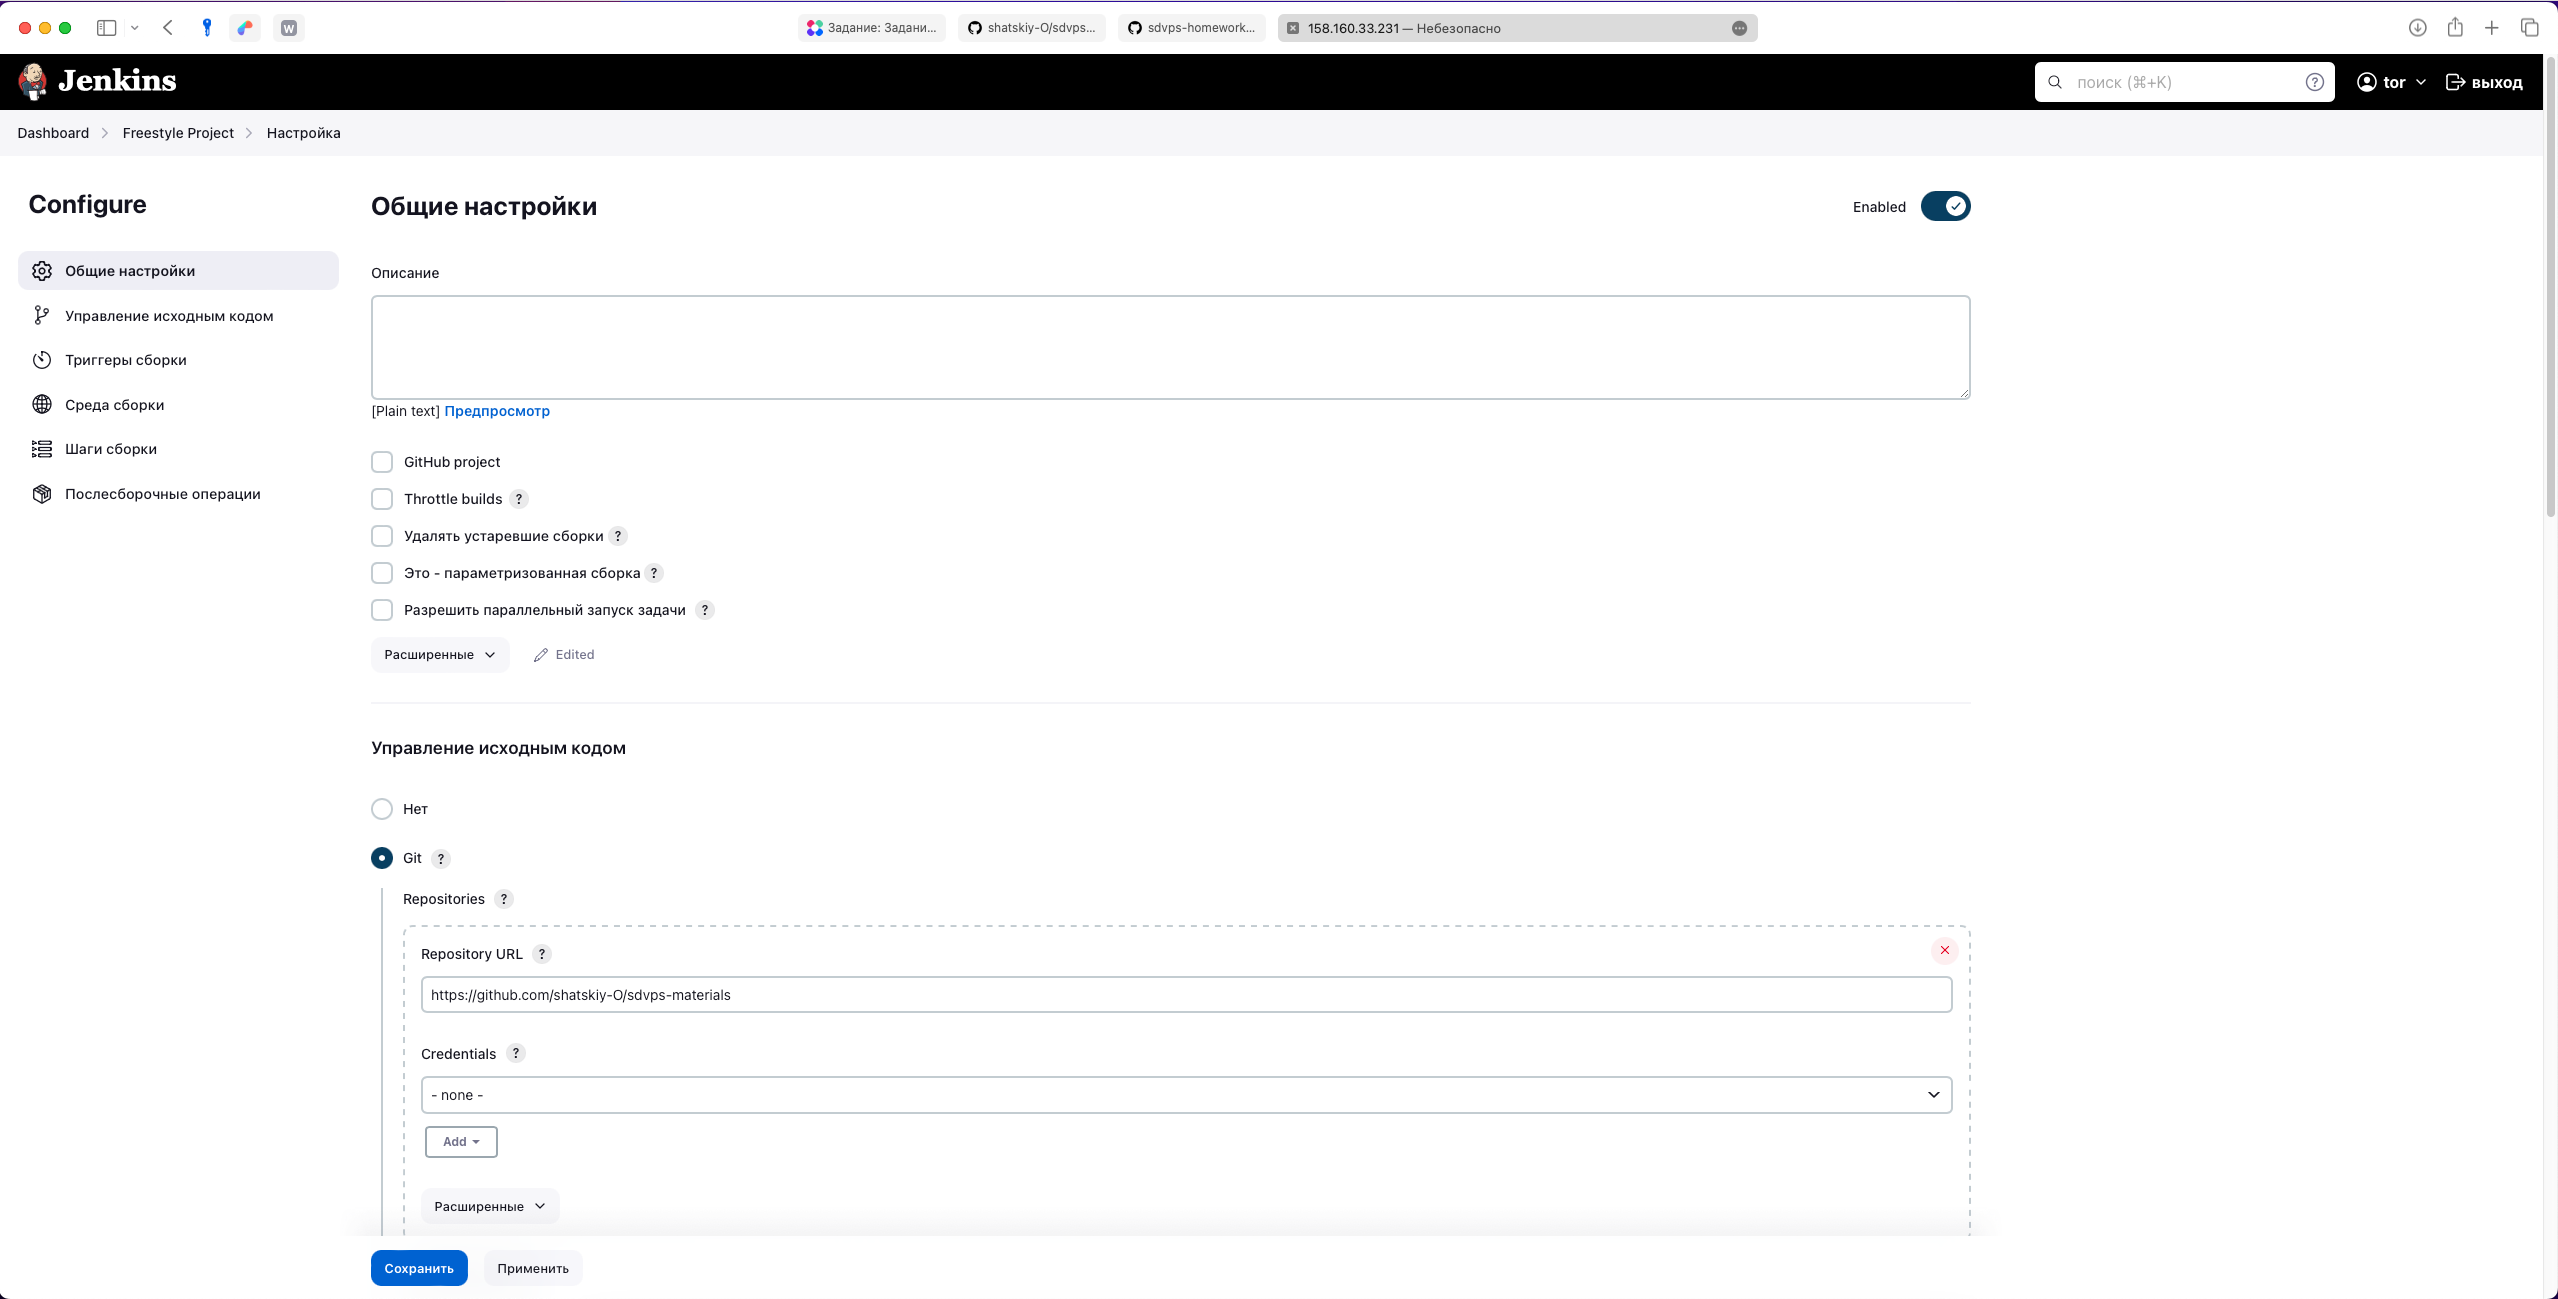 Задание: Задани...
shatskiy-O/sdvps...
sdvps-homework...
158.160.33.231 — Небезопасно
W
Jenkins
поиск (⌘+K)
?
tor
выход
Dashboard
Freestyle Project
Настройка
Configure
Общие настройки
Управление исходным кодом
Триггеры сборки
Среда сборки
Шаги сборки
Послесборочные операции
Общие настройки
Enabled
Описание
[Plain text] Предпросмотр
GitHub project
Throttle builds ?
Удалять устаревшие сборки ?
Это - параметризованная сборка ?
Разрешить параллельный запуск задачи ?
Расширенные
Edited
Управление исходным кодом
Нет
Git ?
Repositories ?
Repository URL ?
https://github.com/shatskiy-O/sdvps-materials
Credentials ?
- none -
Add
Расширенные
Сохранить
Применить